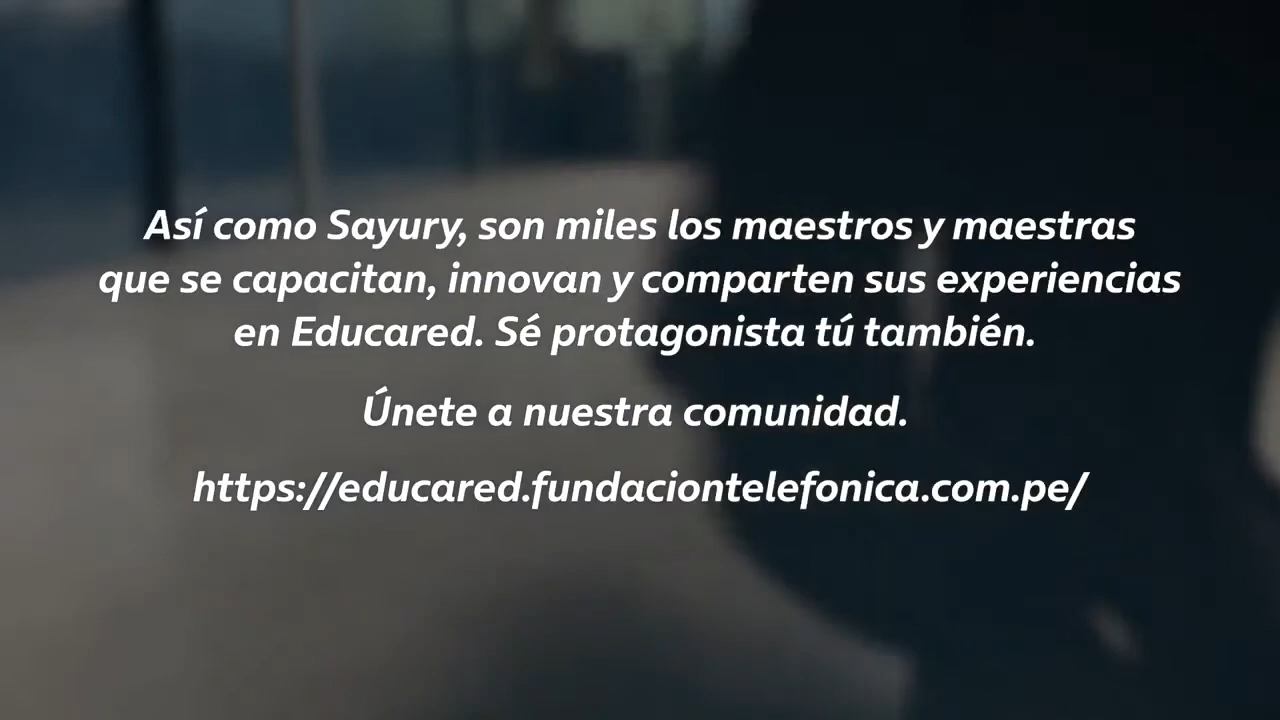 Así como Sayury, son miles los maestros y maestras
que se capacitan, innovan y comparten sus experiencias
en Educared. Sé protagonista tú también.
Únete a nuestra comunidad.
https://educared.fundaciontelefonica.com.pe/